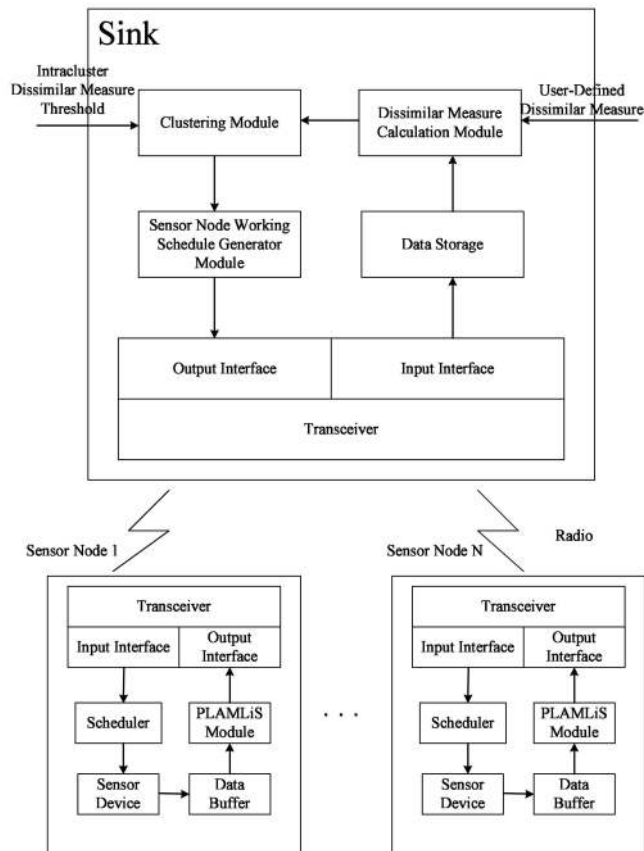 Sink
Intracluster
Dissimilar Measure
Threshold
Clustering Module
Dissimilar Measure
Calculation Module
User-Defined
Dissimilar Measure
Sensor Node Working
Schedule Generator
Module
Data Storage
Output Interface
Input Interface
Transceiver
Sensor Node 1
Sensor Node N
Radio
Transceiver
Input Interface
Output
Interface
Scheduler
PLAMLiS
Module
Sensor
Device
Data
Buffer
. . .
Transceiver
Input Interface
Output
Interface
Scheduler
PLAMLiS
Module
Sensor
Device
Data
Buffer